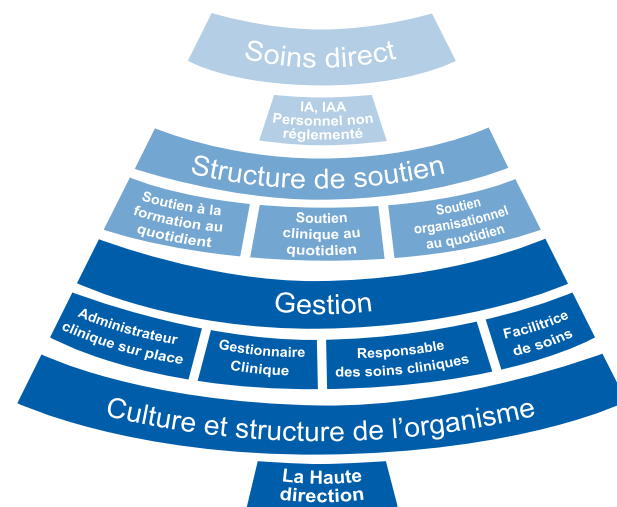 Soins direct
IA, IAA
Personnel non
réglementé
Structure de soutien
Soutien à la
formation au
quotidient
Soutien
clinique au
quotidien
Soutien
organisationnel
au quotidien
Gestion
Administrateur
clinique sur place
Gestionnaire
Clinique
Responsable
des soins cliniques
Facilitrice
de soins
Culture et structure de l’organisme
La Haute
direction